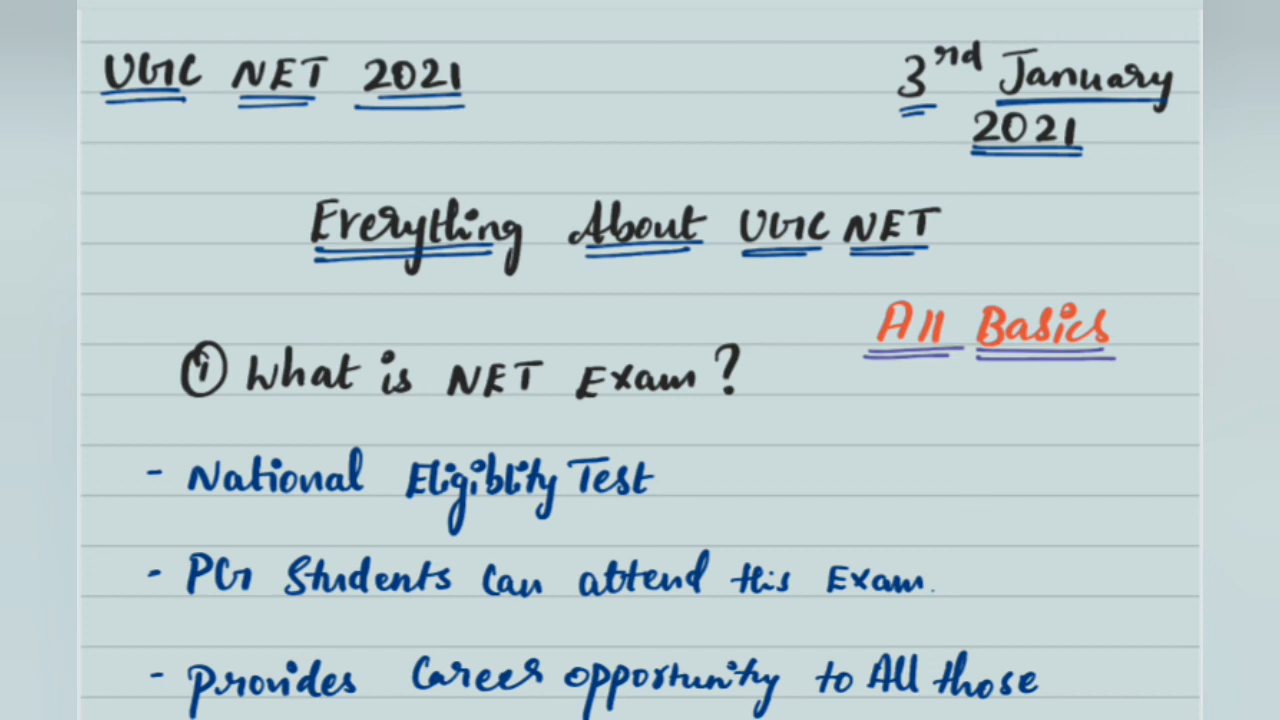 UGC NET 2021
3rd January
2021
Everything About UGC NET
All Basics
① What is NET Exam?
- National Eligiblity Test
- PG Students Can attend this Exam.
- Provides Career opportunity to All those